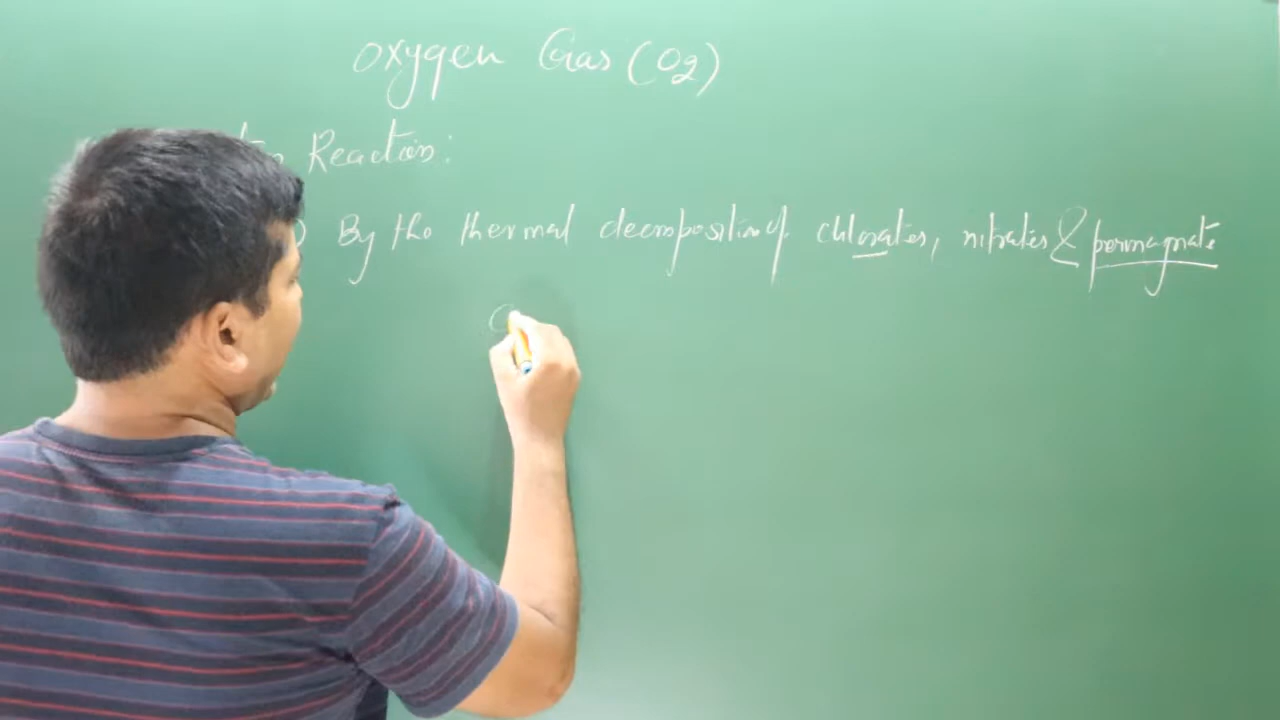 Oxygen Gas (O2)
Reaction:
By the thermal decomposition of chlorates, nitrates & permagnate